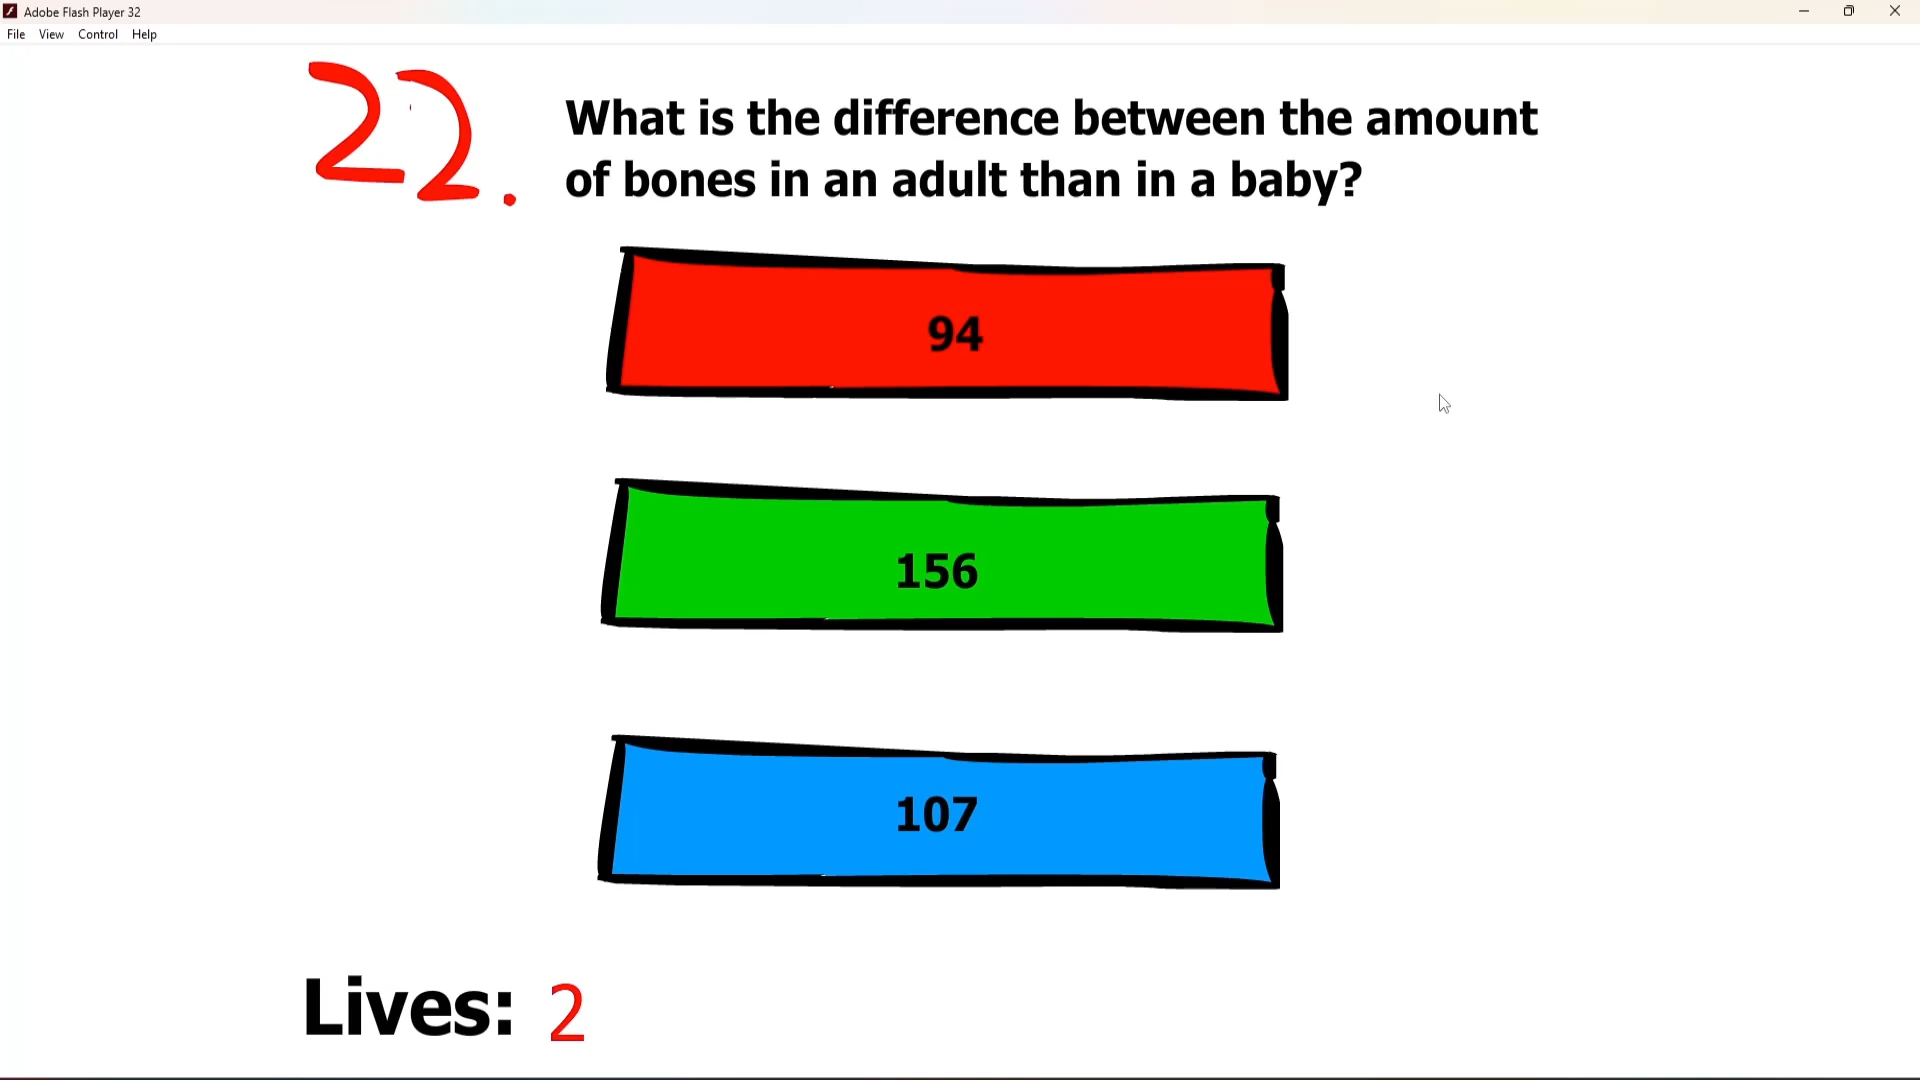 Adobe Flash Player 32
File View Control Help
22.
What is the difference between the amount
of bones in an adult than in a baby?
94
156
107
Lives: 2